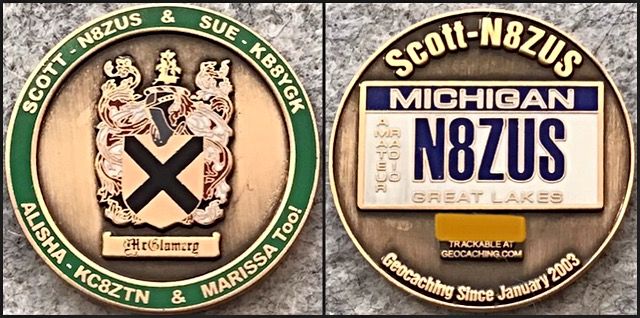 SCOTT - N8ZUS & SUE - KB8YGK
McGlamery
ALISHA - KC8ZTN & MARISSA Too!
Scott-N8ZUS
MICHIGAN
AMATEUR
RADIO
N8ZUS
GREAT LAKES
TRACKABLE AT
GEOCACHING.COM
Geocaching Since January 2003